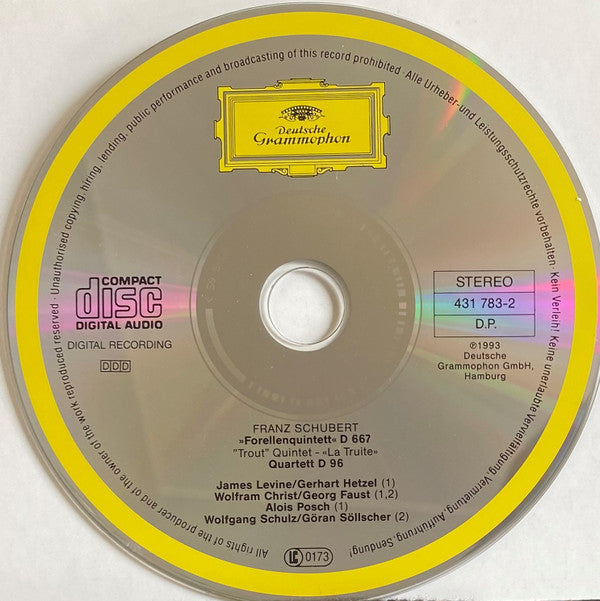 All rights of the producer and of the owner of the work reproduced reserved · Unauthorised copying, hiring, lending, public performance and broadcasting of this record prohibited · Alle Urheber-und Leistungsschutzrechte vorbehalten · Kein Verleih! Keine unerlaubte Vervielfältigung, Vermietung, Aufführung, Sendung!
Deutsche
Grammophon
COMPACT
disc
DIGITAL AUDIO
DIGITAL RECORDING
DDD
STEREO
431 783-2
D.P.
℗1993
Deutsche
Grammophon GmbH,
Hamburg
FRANZ SCHUBERT
»Forellenquintett« D 667
"Trout" Quintet - «La Truite»
Quartett D 96
James Levine/Gerhart Hetzel (1)
Wolfram Christ/Georg Faust (1,2)
Alois Posch (1)
Wolfgang Schulz/Göran Söllscher (2)
LC 0173